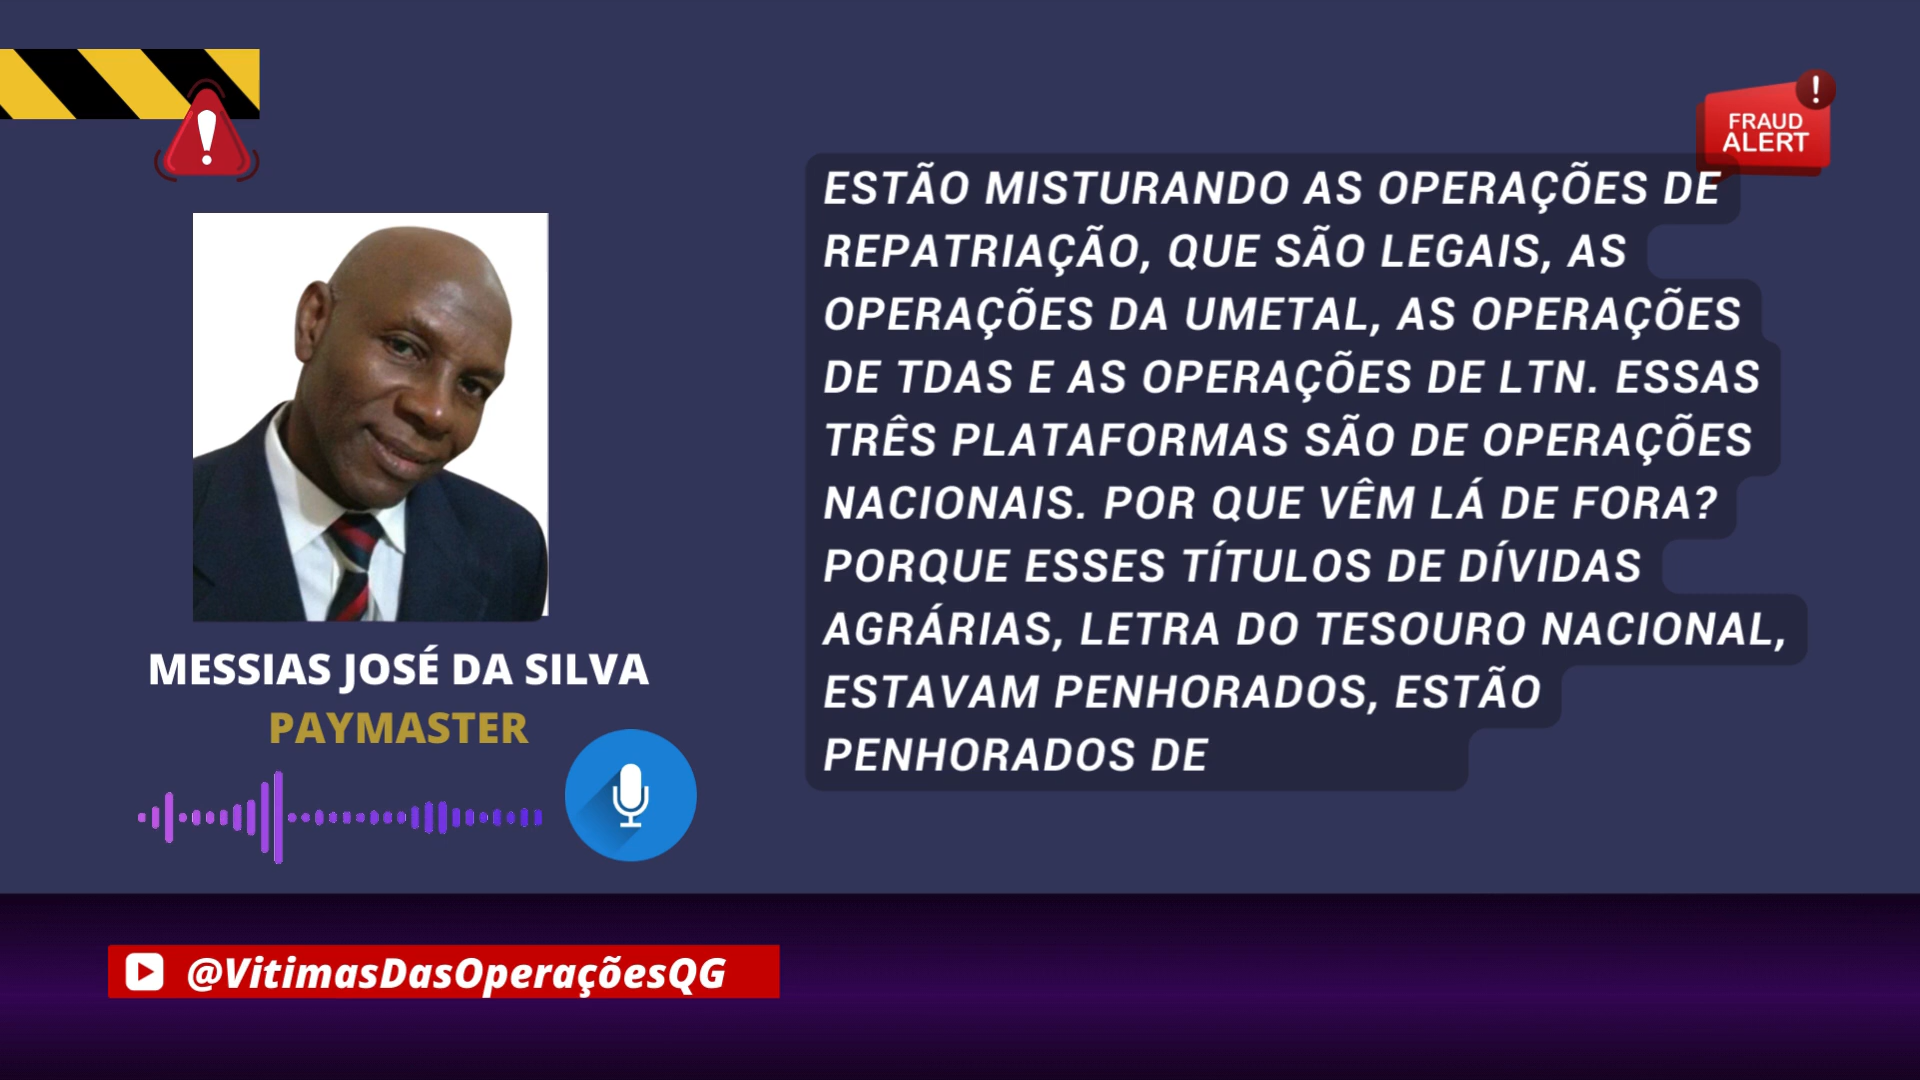 FRAUD
ALERT
ESTÃO MISTURANDO AS OPERAÇÕES DE
REPATRIAÇÃO, QUE SÃO LEGAIS, AS
OPERAÇÕES DA UMETAL, AS OPERAÇÕES
DE TDAS E AS OPERAÇÕES DE LTN. ESSAS
TRÊS PLATAFORMAS SÃO DE OPERAÇÕES
NACIONAIS. POR QUE VÊM LÁ DE FORA?
PORQUE ESSES TÍTULOS DE DÍVIDAS
AGRÁRIAS, LETRA DO TESOURO NACIONAL,
ESTAVAM PENHORADOS, ESTÃO
PENHORADOS DE
MESSIAS JOSÉ DA SILVA
PAYMASTER
@VitimasDasOperaçõesQG